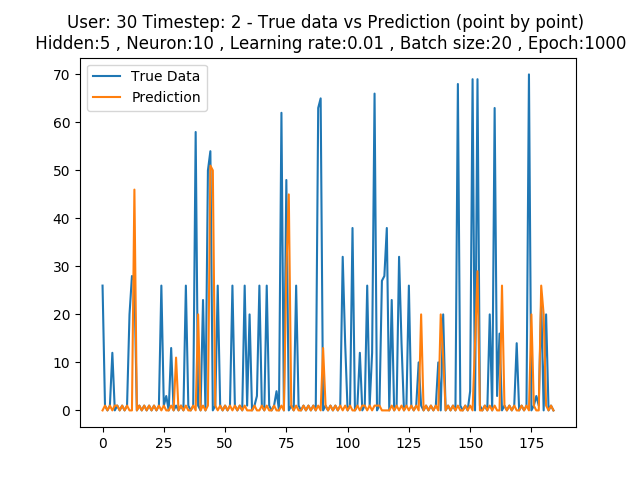 User: 30 Timestep: 2 - True data vs Prediction (point by point)
Hidden:5 , Neuron:10 , Learning rate:0.01 , Batch size:20 , Epoch:1000
True Data
Prediction
70
60
50
40
30
20
10
0
0 25 50 75 100 125 150 175